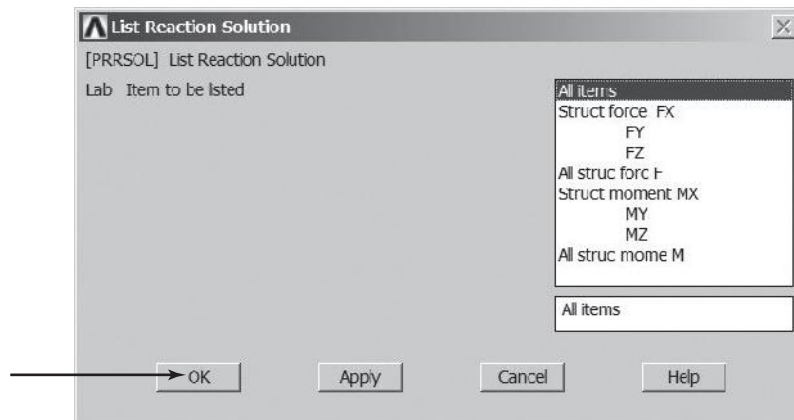 List Reaction Solution
[PRRSOL] List Reaction Solution
Lab Item to be listed
All items
Struct force FX
FY
FZ
All struc forc F
Struct moment MX
MY
MZ
All struc mome M
All items
OK
Apply
Cancel
Help